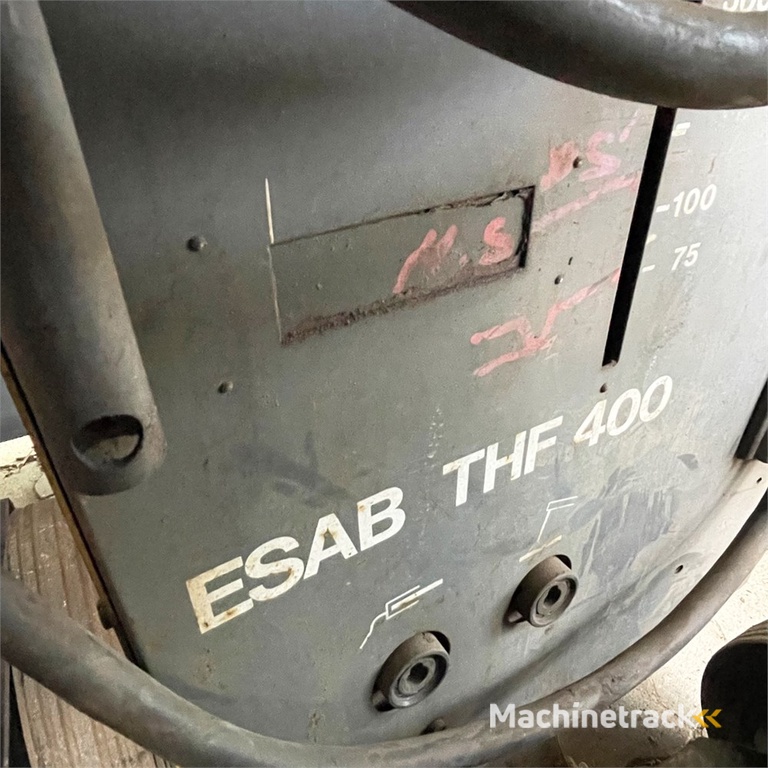 100
75
M.S
ESAB THF 400
Machinetrack